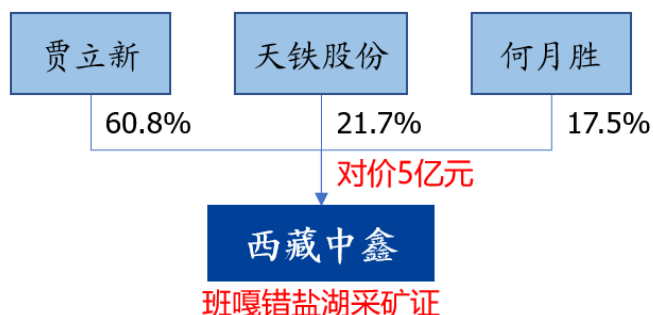 贾立新
天铁股份
何月胜
60.8%
21.7%
17.5%
对价5亿元
西藏中鑫
班嘎错盐湖采矿证